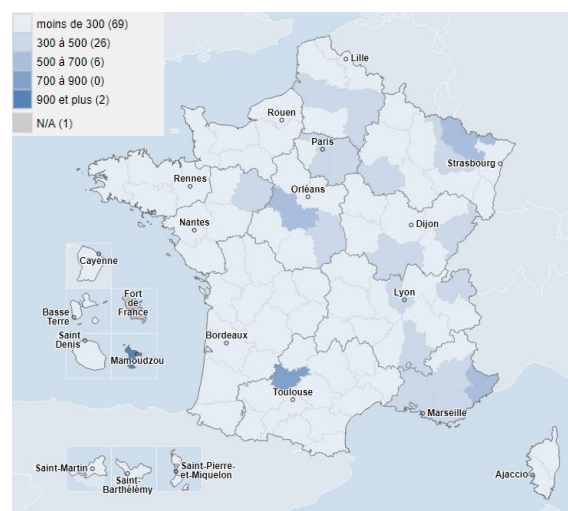 moins de 300 (69)
300 à 500 (26)
500 à 700 (6)
700 à 900 (0)
900 et plus (2)
N/A (1)
Lille
Rouen
Paris
Strasbourg
Rennes
Orléans
Nantes
Dijon
Cayenne
Lyon
Fort
de
France
Basse
Terre
Saint
Denis
Mamoudzou
Bordeaux
Toulouse
Marseille
Saint-Martin
Saint-
Barthélémy
Saint-Pierre-
et-Miquelon
Ajaccio